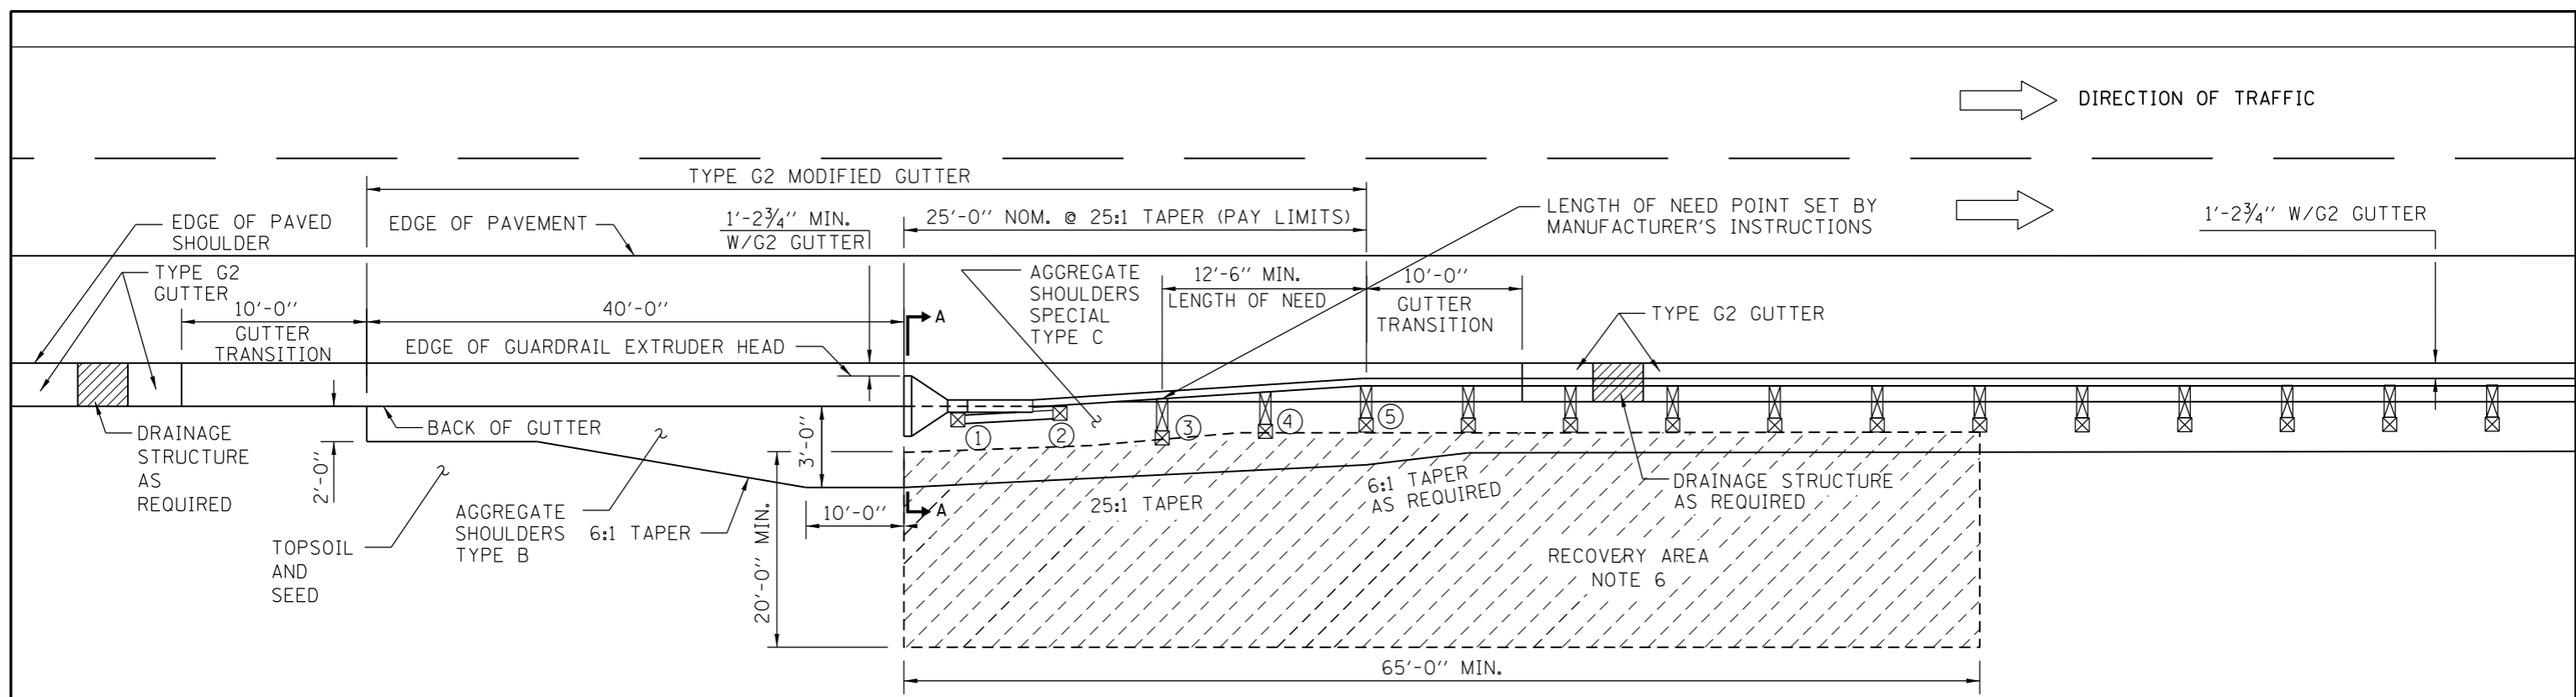 DIRECTION OF TRAFFIC
TYPE G2 MODIFIED GUTTER
EDGE OF PAVED
SHOULDER
EDGE OF PAVEMENT
1'-2¾" MIN.
W/G2 GUTTER
25'-0" NOM. @ 25:1 TAPER (PAY LIMITS)
LENGTH OF NEED POINT SET BY
MANUFACTURER'S INSTRUCTIONS
1'-2¾" W/G2 GUTTER
TYPE G2
GUTTER
10'-0"
GUTTER
TRANSITION
40'-0"
AGGREGATE
SHOULDERS
SPECIAL
TYPE C
12'-6" MIN.
LENGTH OF NEED
10'-0"
GUTTER
TRANSITION
TYPE G2 GUTTER
A
EDGE OF GUARDRAIL EXTRUDER HEAD
DRAINAGE
STRUCTURE
AS
REQUIRED
2'-0"
BACK OF GUTTER
3'-0"
1
2
3
4
5
TOPSOIL
AND
SEED
AGGREGATE
SHOULDERS
TYPE B
6:1 TAPER
10'-0"
A
20'-0" MIN.
25:1 TAPER
6:1 TAPER
AS REQUIRED
DRAINAGE STRUCTURE
AS REQUIRED
RECOVERY AREA
NOTE 6
65'-0" MIN.